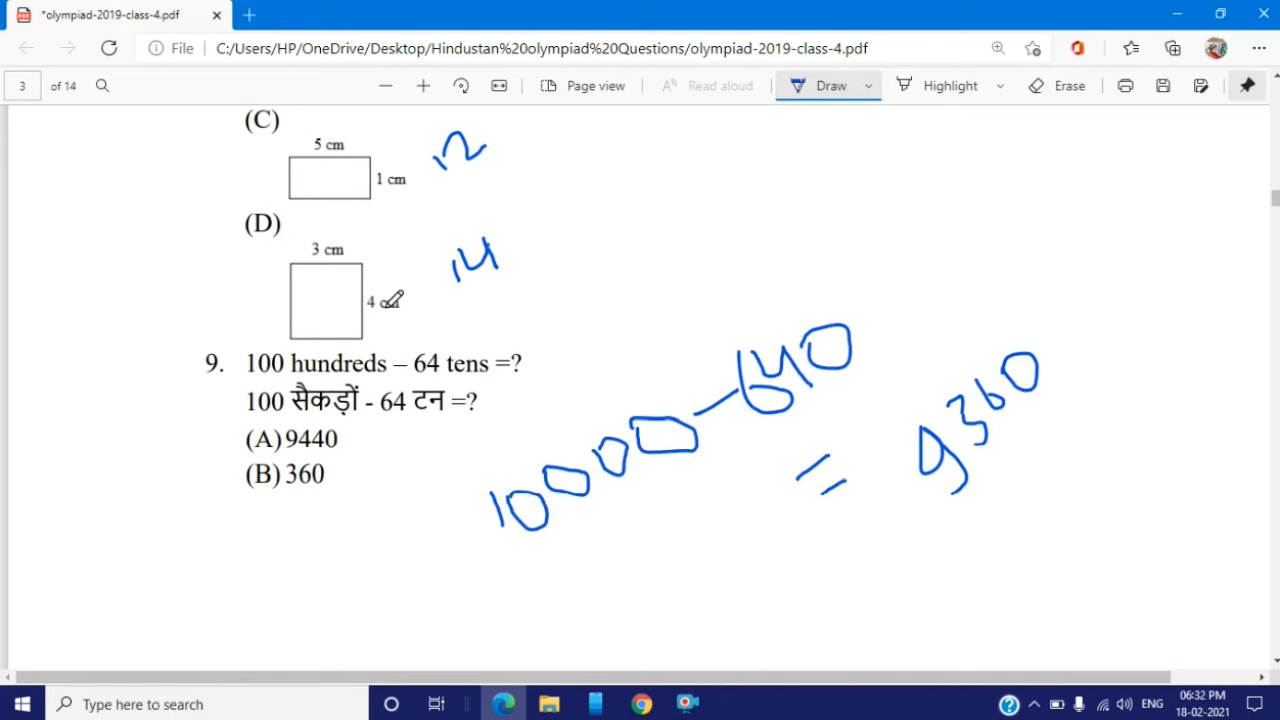 *olympiad-2019-class-4.pdf
File C:/Users/HP/OneDrive/Desktop/Hindustan%20olympiad%20Questions/olympiad-2019-class-4.pdf
3 of 14 Page view Read aloud Draw Highlight Erase
(C)
5 cm
12
1 cm
(D)
3 cm
14
4
9. 100 hundreds – 64 tens =?
100 सैकड़ों - 64 टन =?
(A) 9440
(B) 360
10000 - 640
= 9360
Type here to search
ENG
06:32 PM
18-02-2021